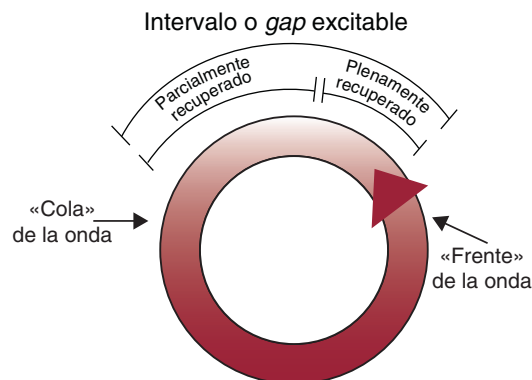 Intervalo o gap excitable
Parcialmente
recuperado
Plenamente
recuperado
«Cola»
de la onda
«Frente»
de la onda